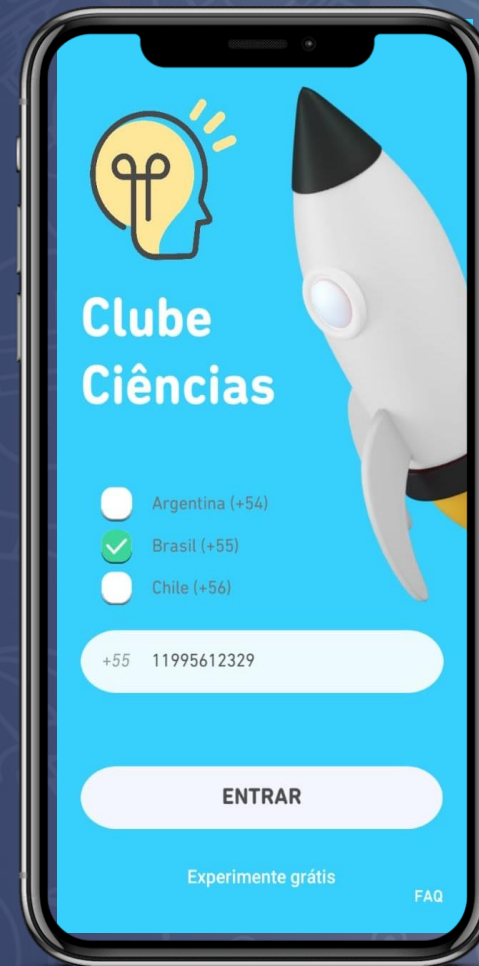 Clube
Ciências
Argentina (+54)
Brasil (+55)
Chile (+56)
+55 11995612329
ENTRAR
Experimente grátis
FAQ